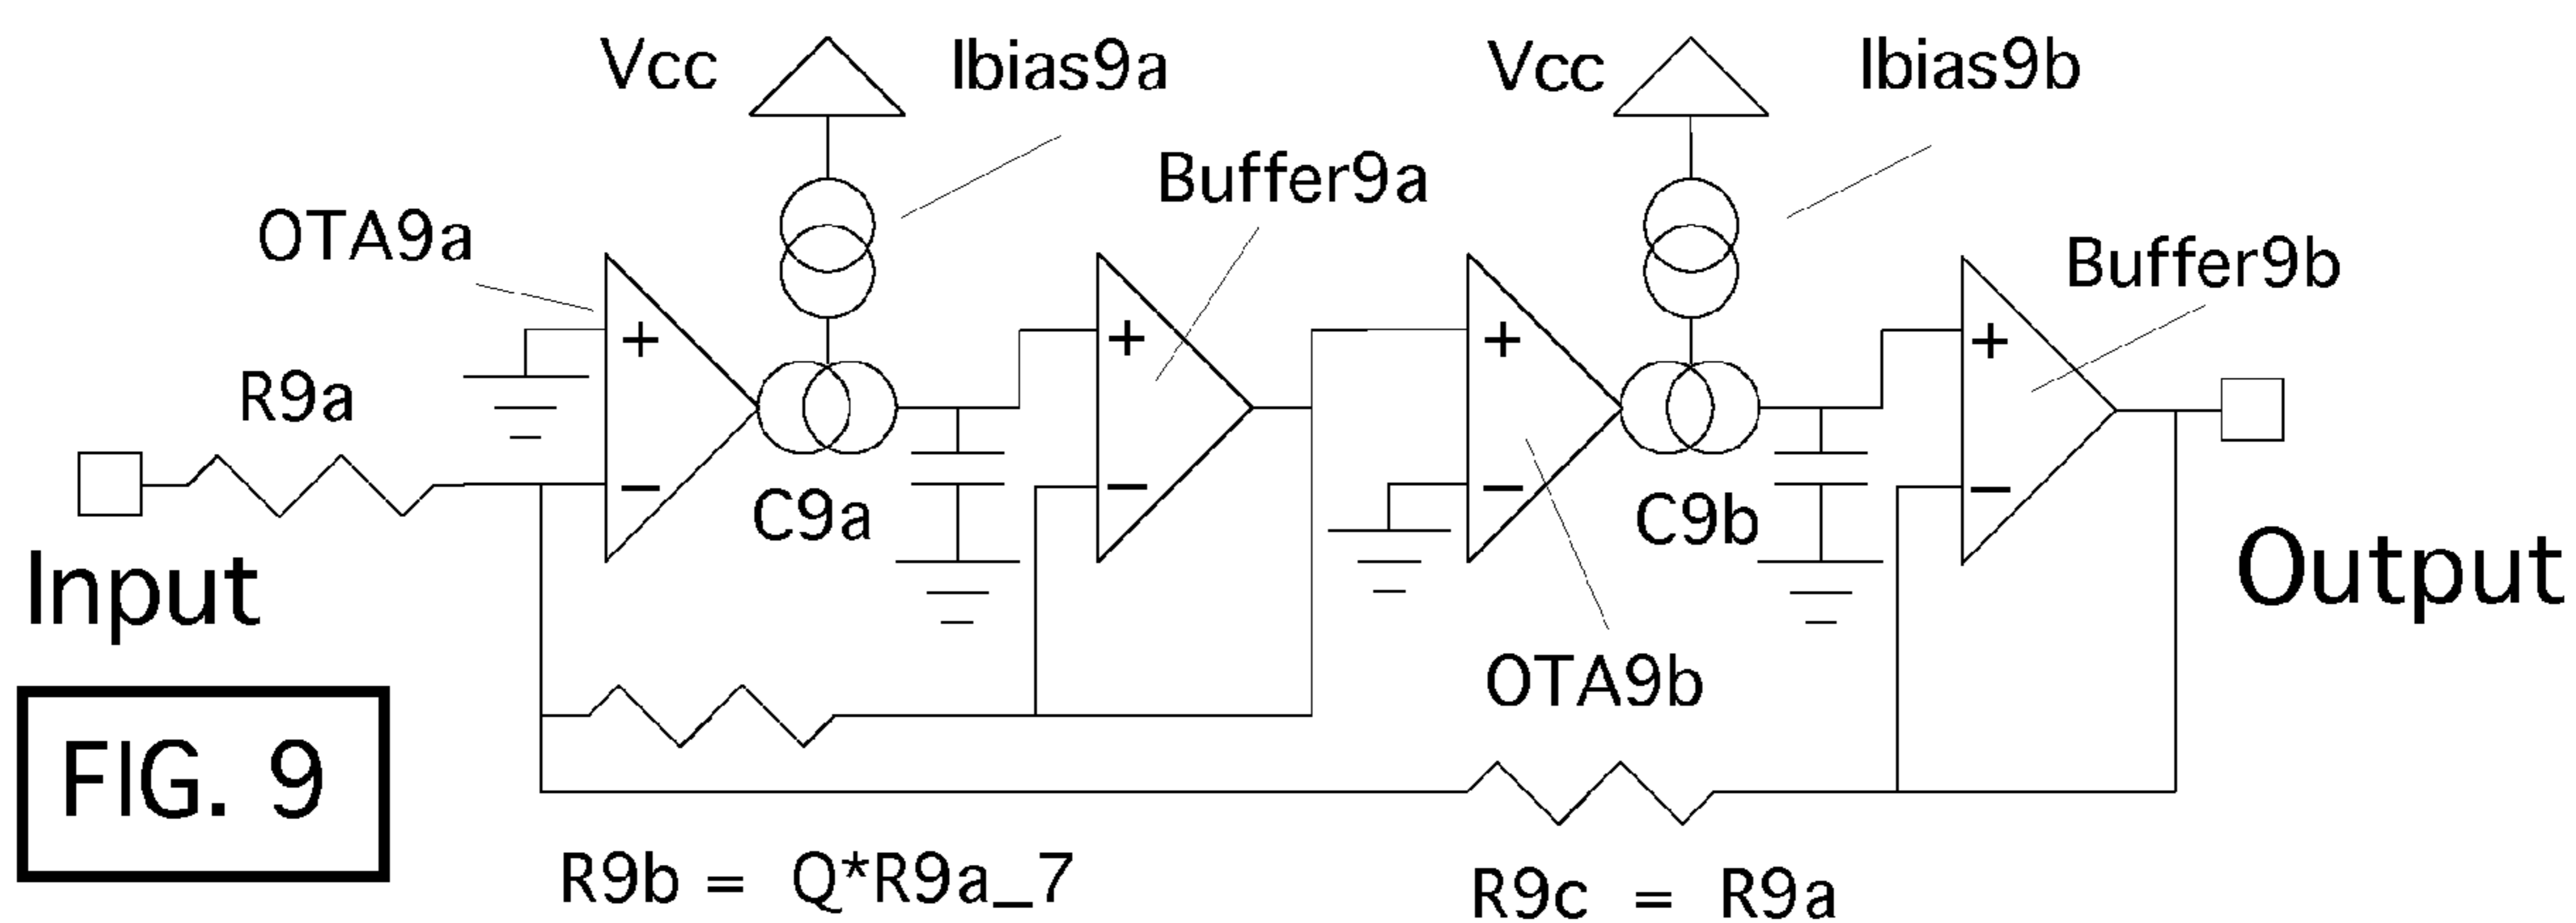 Vcc
Ibias9a
Vcc
Ibias9b
Buffer9a
OTA9a
Buffer9b
+
+
+
+
R9a
−
−
−
−
C9a
C9b
Input
Output
OTA9b
FIG. 9
R9b = Q*R9a_7
R9c = R9a